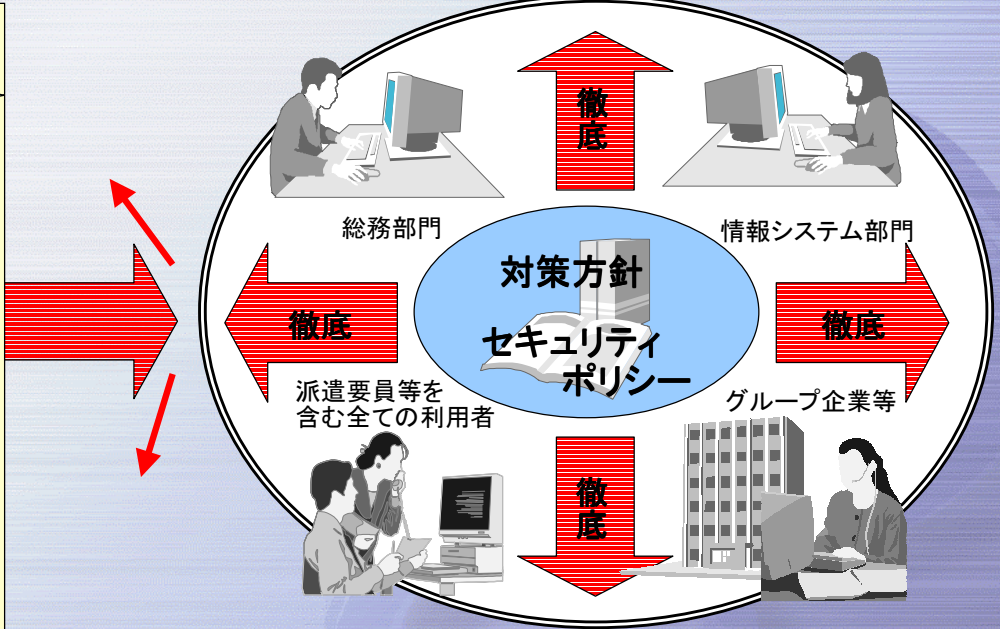 徹底
総務部門
情報システム部門
対策方針
セキュリティ
ポリシー
徹底
徹底
派遣要員等を
含む全ての利用者
グループ企業等
徹底